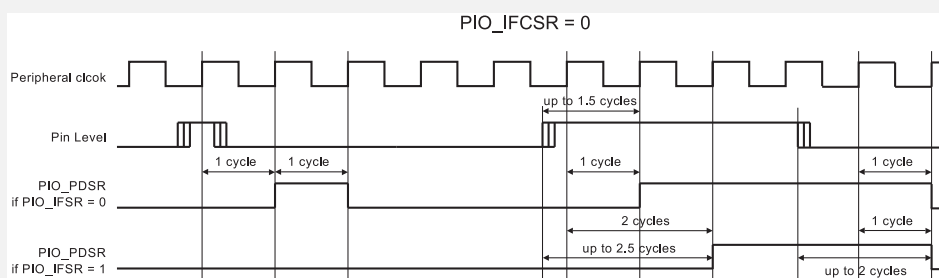 PIO_IFCSR = 0
Peripheral clcok
up to 1.5 cycles
Pin Level
1 cycle
1 cycle
1 cycle
1 cycle
PIO_PDSR
if PIO_IFSR = 0
2 cycles
1 cycle
PIO_PDSR
if PIO_IFSR = 1
up to 2.5 cycles
up to 2 cycles